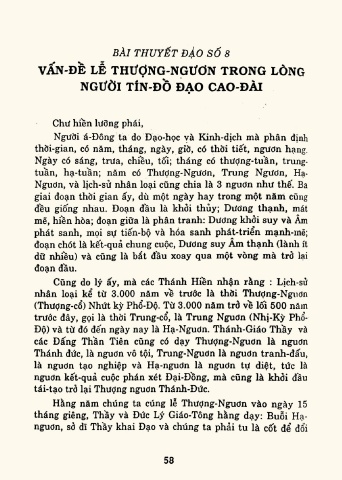 BÀI THUYẾT ĐẠO SỐ 8
VẤN-ĐỀ LỄ THƯỢNG-NGƯƠN TRONG LÒNG
NGƯỜI TÍN-ĐỒ ĐẠO CAO-ĐÀI
Chư hiền lưỡng phái,
Người á-Đông ta do Đạo-học và Kinh-dịch mà phân định
thời-gian, có năm, tháng, ngày, giờ, có thời tiết, ngươn hạng.
Ngày có sáng, trưa, chiều, tối; tháng có thượng-tuần, trung-
tuần, hạ-tuần; năm có Thượng-Ngươn, Trung Ngươn, Hạ-
Ngươn, và lịch-sử nhân loại cũng chia là 3 ngươn như thế. Ba
giai đoạn thời gian ấy, dù một ngày hay trong một năm cũng
đều giống nhau. Đoạn đầu là khởi thủy; Dương thạnh, mát
mẽ, hiền hòa; đoạn giữa là phân tranh: Dương khởi suy và Âm
phát sanh, mọi sự tiến-bộ và hóa sanh phát-triển mạnh-mẽ;
đoạn chót là kết-quả chung cuộc, Dương suy Âm thạnh (lành ít
dữ nhiều) và cũng là bắt đầu xoay qua một vòng mà trở lại
đoạn đầu.
Cũng do lý ấy, mà các Thánh Hiền nhận rằng : Lịch-sử
nhân loại kể từ 3.000 năm về trước là thời Thượng-Ngươn
(Thượng-cổ) Nhứt kỳ Phổ-Độ. Từ 3.000 năm trở về lối 500 năm
trước đây, gọi là thời Trung-cổ, là Trung Ngươn (Nhị-Kỳ Phổ-
Độ) và từ đó đến ngày nay là Hạ-Ngươn. Thánh-Giáo Thầy và
các Đấng Thần Tiên cũng có dạy Thượng-Ngươn là ngươn
Thánh đức, là ngươn vô tội, Trung-Ngươn là ngươn tranh-đấu,
là ngươn tạo nghiệp và Hạ-ngươn là ngươn tự diệt, tức là
ngươn kết-quả cuộc phán xét Đại-Đồng, mà cũng là khởi đầu
tái-tạo trở lại Thượng ngươn Thánh-Đức.
Hằng năm chúng ta cúng lễ Thượng-Ngươn vào ngày 15
tháng giêng, Thầy và Đức Lý Giáo-Tông hằng dạy: Buổi Hạ-
ngươn, sở dĩ Thầy khai Đạo và chúng ta phải tu là cốt để đổi
58